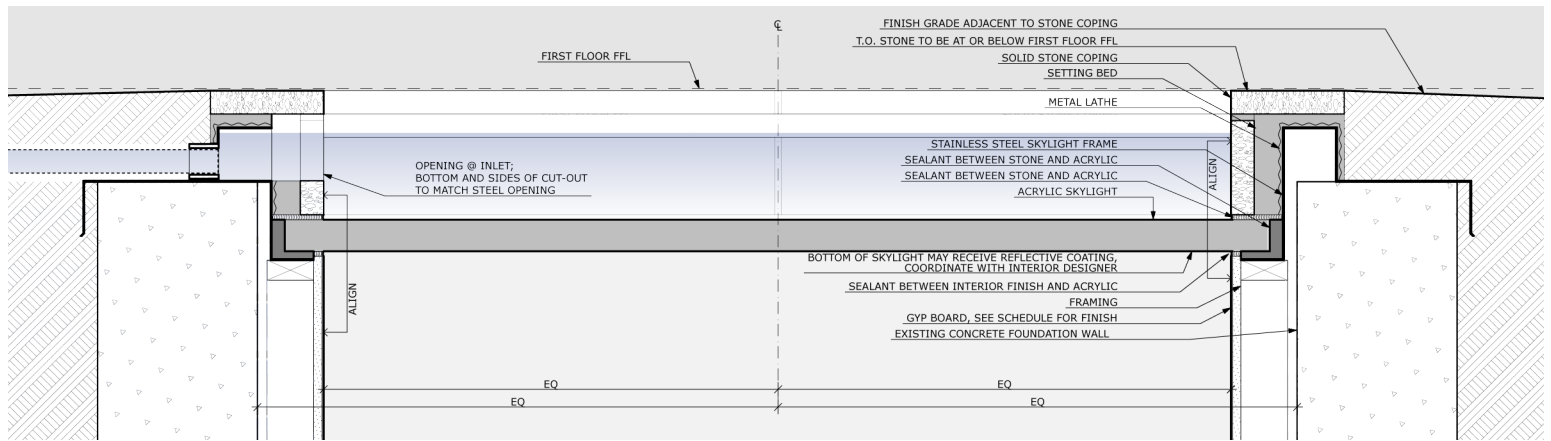 ℄
FINISH GRADE ADJACENT TO STONE COPING
T.O. STONE TO BE AT OR BELOW FIRST FLOOR FFL
FIRST FLOOR FFL
SOLID STONE COPING
SETTING BED
METAL LATHE
STAINLESS STEEL SKYLIGHT FRAME
SEALANT BETWEEN STONE AND ACRYLIC
SEALANT BETWEEN STONE AND ACRYLIC
ACRYLIC SKYLIGHT
ALIGN
OPENING @ INLET;
BOTTOM AND SIDES OF CUT-OUT
TO MATCH STEEL OPENING
BOTTOM OF SKYLIGHT MAY RECEIVE REFLECTIVE COATING,
COORDINATE WITH INTERIOR DESIGNER
SEALANT BETWEEN INTERIOR FINISH AND ACRYLIC
ALIGN
FRAMING
GYP BOARD, SEE SCHEDULE FOR FINISH
EXISTING CONCRETE FOUNDATION WALL
EQ
EQ
EQ
EQ